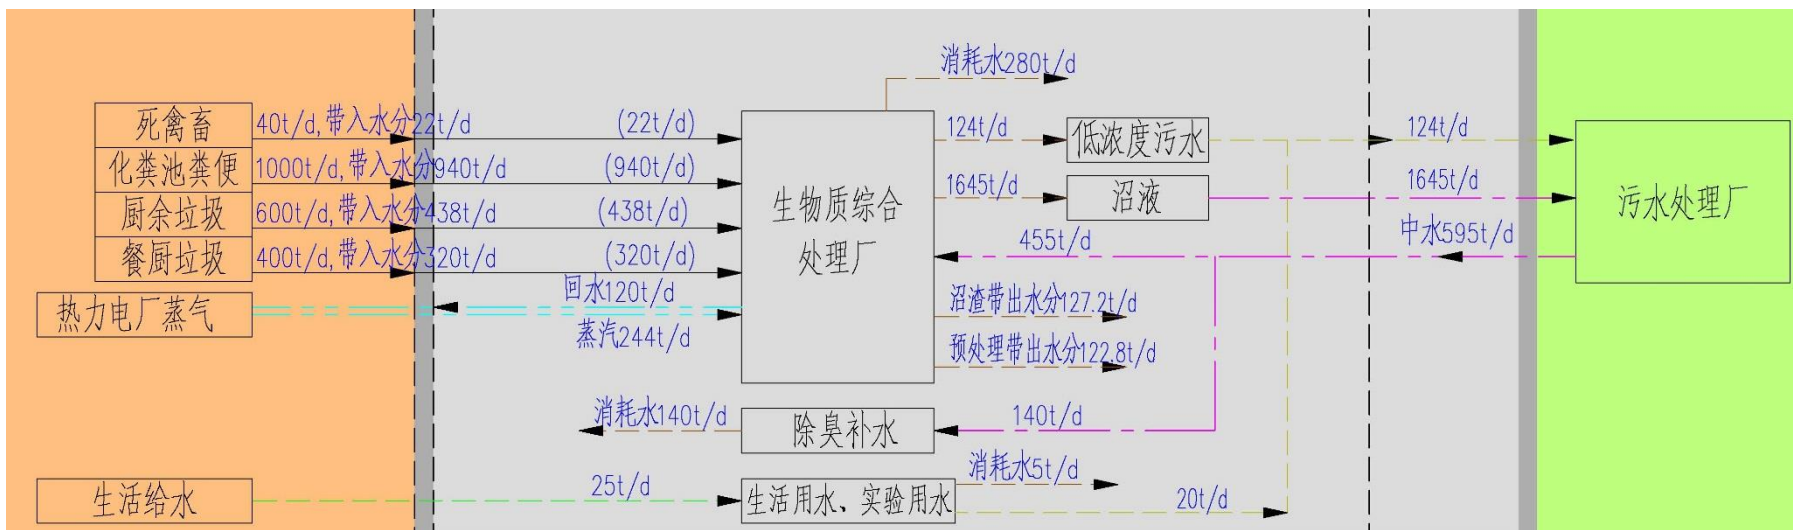 消耗水280t/d
死禽畜
40t/d,带入水分22t/d
(22t/d)
124t/d
低浓度污水
124t/d
化粪池粪便
1000t/d,带入水分940t/d
(940t/d)
1645t/d
沼液
1645t/d
厨余垃圾
600t/d,带入水分438t/d
(438t/d)
生物质综合
处理厂
污水处理厂
餐厨垃圾
400t/d,带入水分320t/d
(320t/d)
455t/d
中水595t/d
热力电厂蒸气
回水120t/d
蒸汽244t/d
沼渣带出水分127.2t/d
预处理带出水分122.8t/d
消耗水140t/d
除臭补水
140t/d
生活给水
25t/d
生活用水、实验用水
消耗水5t/d
20t/d